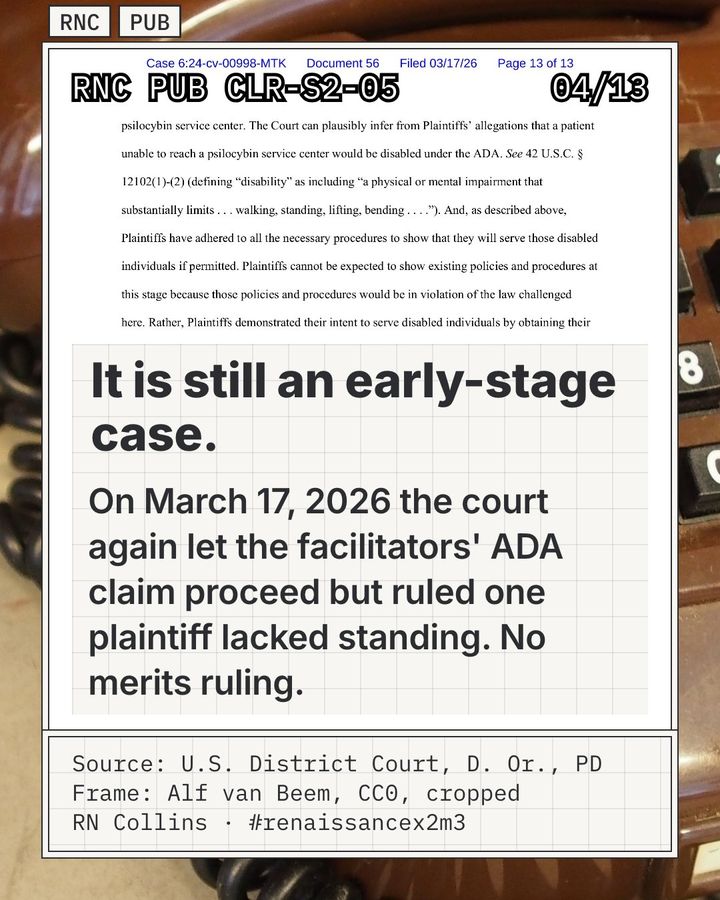 RNC PUB
Case 6:24-cv-00998-MTK Document 56 Filed 03/17/26 Page 13 of 13
RNC PUB CLR-S2-05 04/13
psilocybin service center. The Court can plausibly infer from Plaintiffs’ allegations that a patient
unable to reach a psilocybin service center would be disabled under the ADA. See 42 U.S.C. §
12102(1)-(2) (defining “disability” as including “a physical or mental impairment that
substantially limits . . . walking, standing, lifting, bending . . . .”). And, as described above,
Plaintiffs have adhered to all the necessary procedures to show that they will serve those disabled
individuals if permitted. Plaintiffs cannot be expected to show existing policies and procedures at
this stage because those policies and procedures would be in violation of the law challenged
here. Rather, Plaintiffs demonstrated their intent to serve disabled individuals by obtaining their
It is still an early-stage
case.
On March 17, 2026 the court
again let the facilitators' ADA
claim proceed but ruled one
plaintiff lacked standing. No
merits ruling.
Source: U.S. District Court, D. Or., PD
Frame: Alf van Beem, CC0, cropped
RN Collins · #renaissancex2m3
8